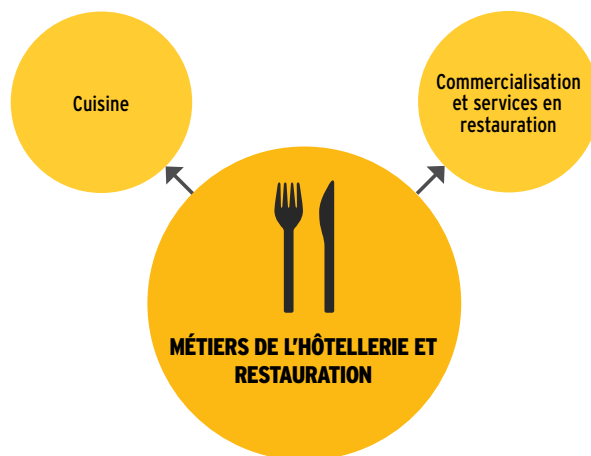 Cuisine
Commercialisation
et services en
restauration
MÉTIERS DE L'HÔTELLERIE ET
RESTAURATION